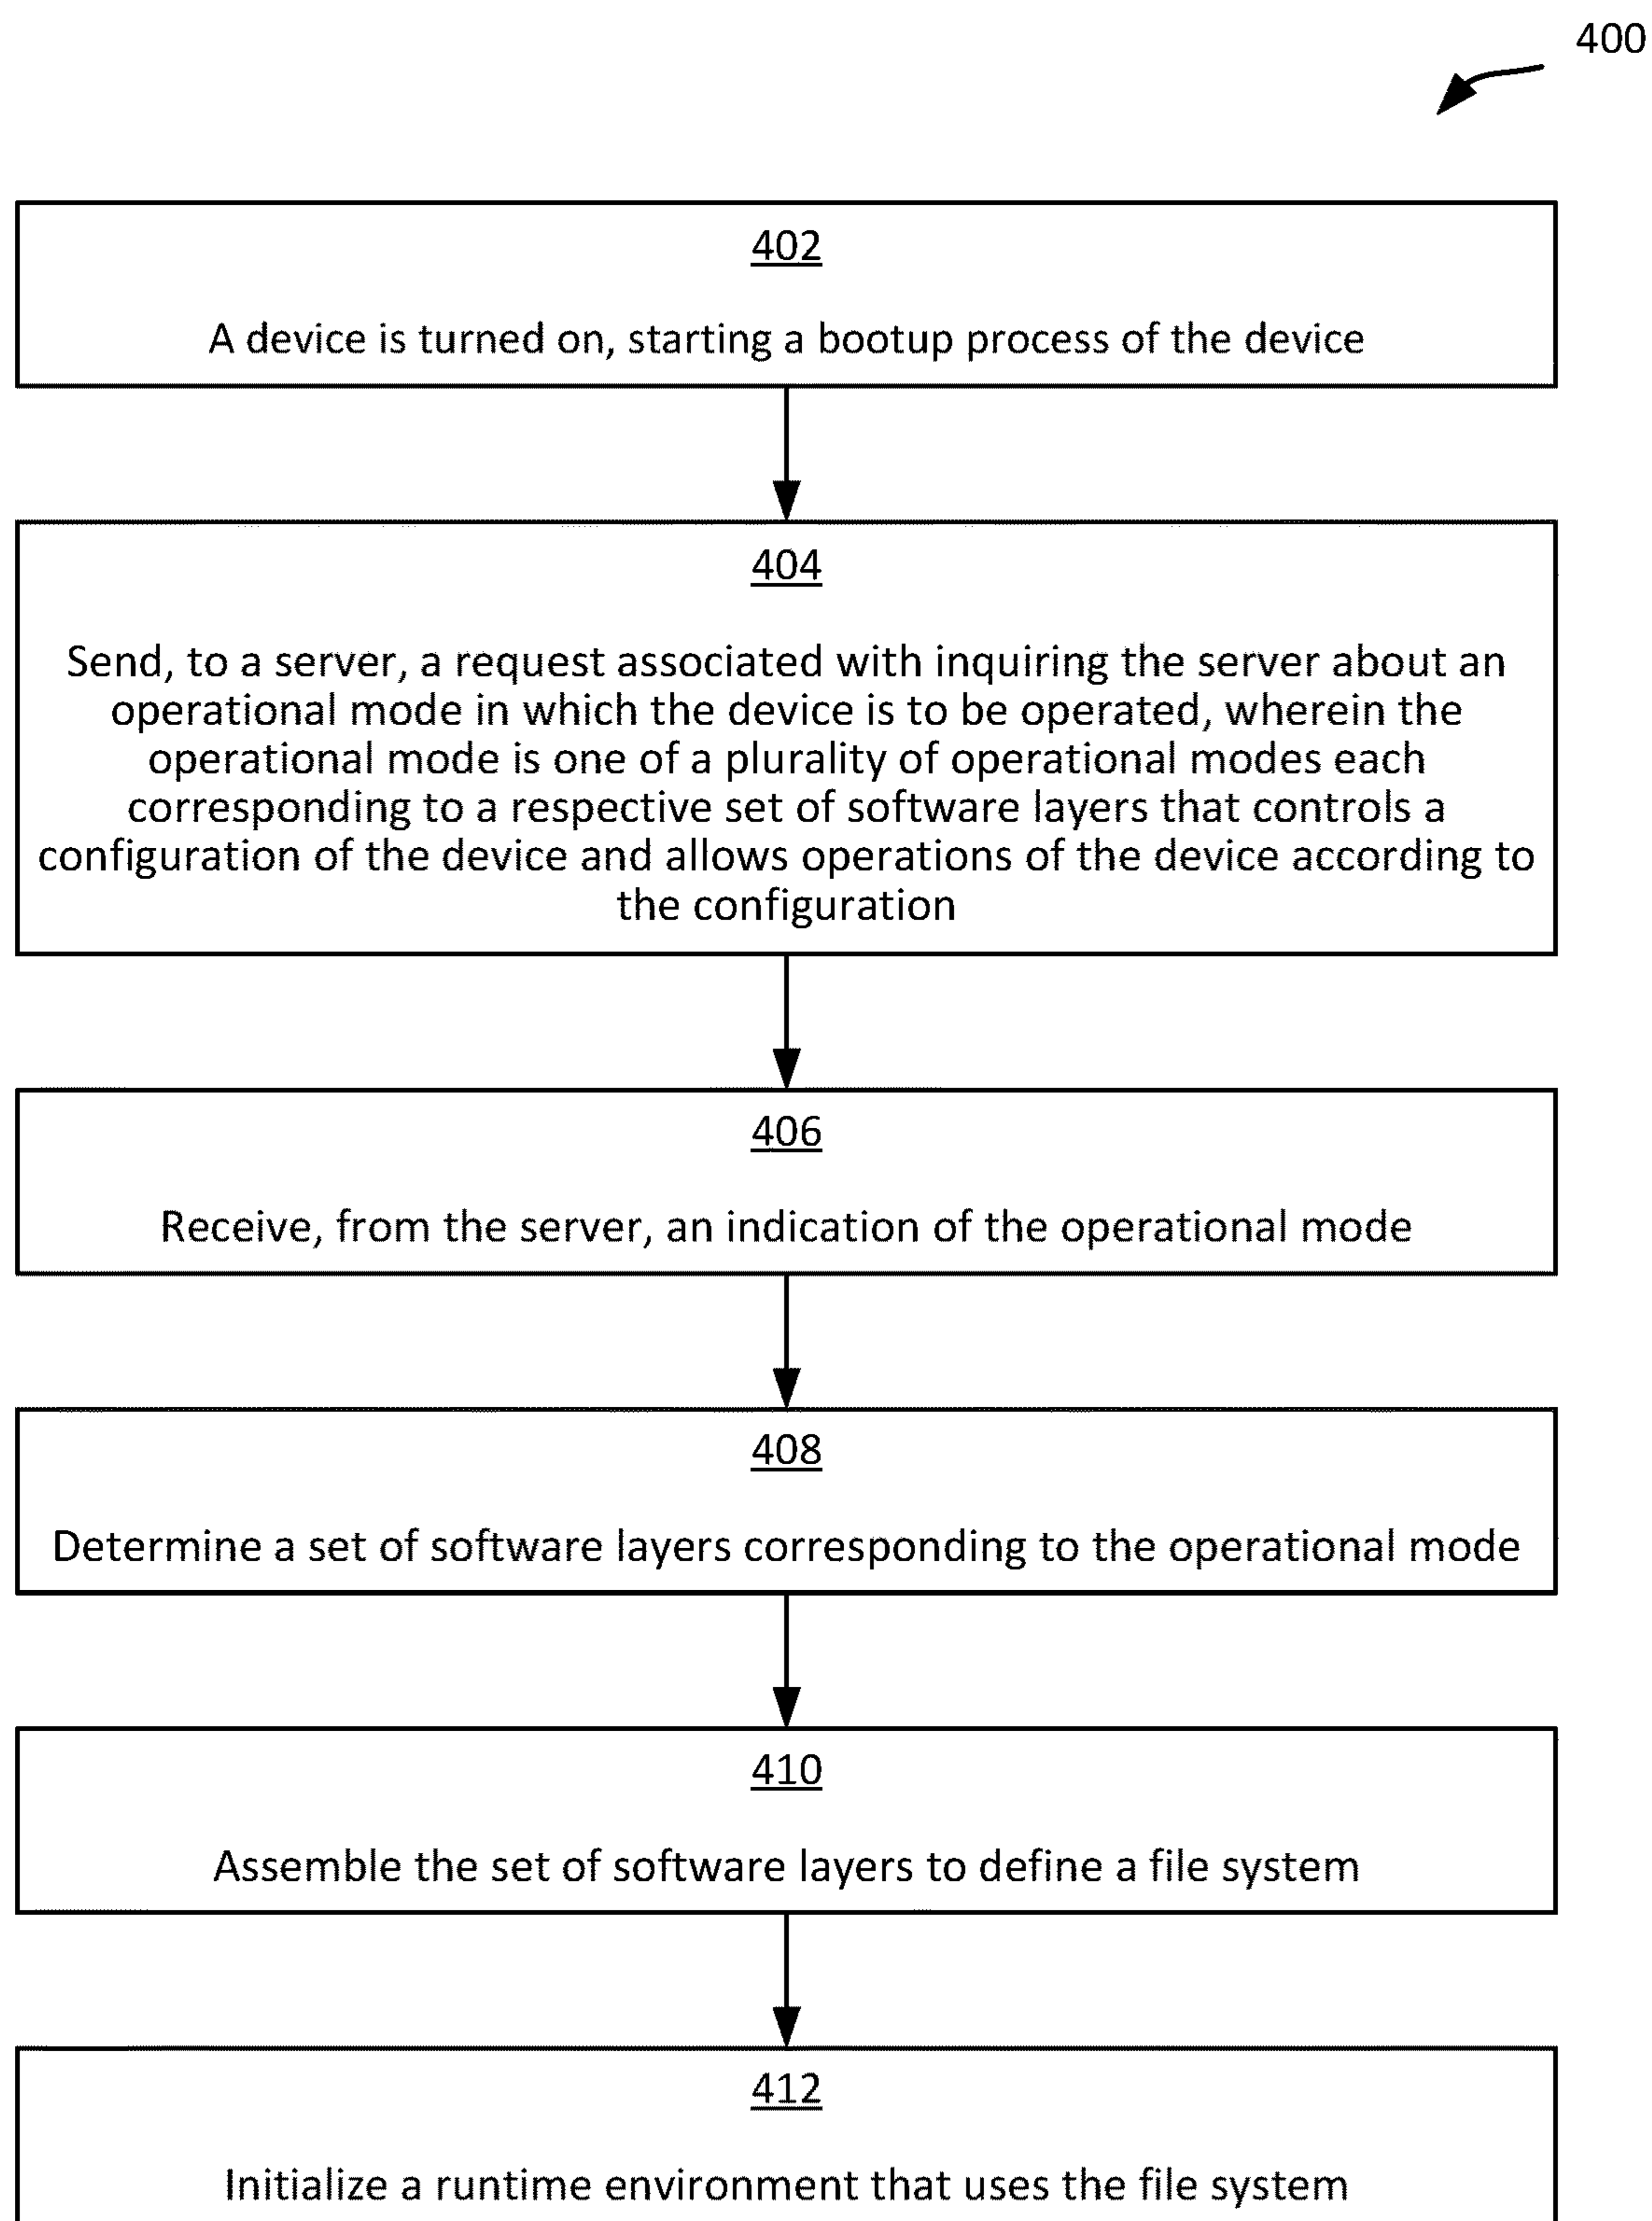 400
402
A device is turned on, starting a bootup process of the device
404
Send, to a server, a request associated with inquiring the server about an
operational mode in which the device is to be operated, wherein the
operational mode is one of a plurality of operational modes each
corresponding to a respective set of software layers that controls a
configuration of the device and allows operations of the device according to
the configuration
406
Receive, from the server, an indication of the operational mode
408
Determine a set of software layers corresponding to the operational mode
410
Assemble the set of software layers to define a file system
412
Initialize a runtime environment that uses the file system